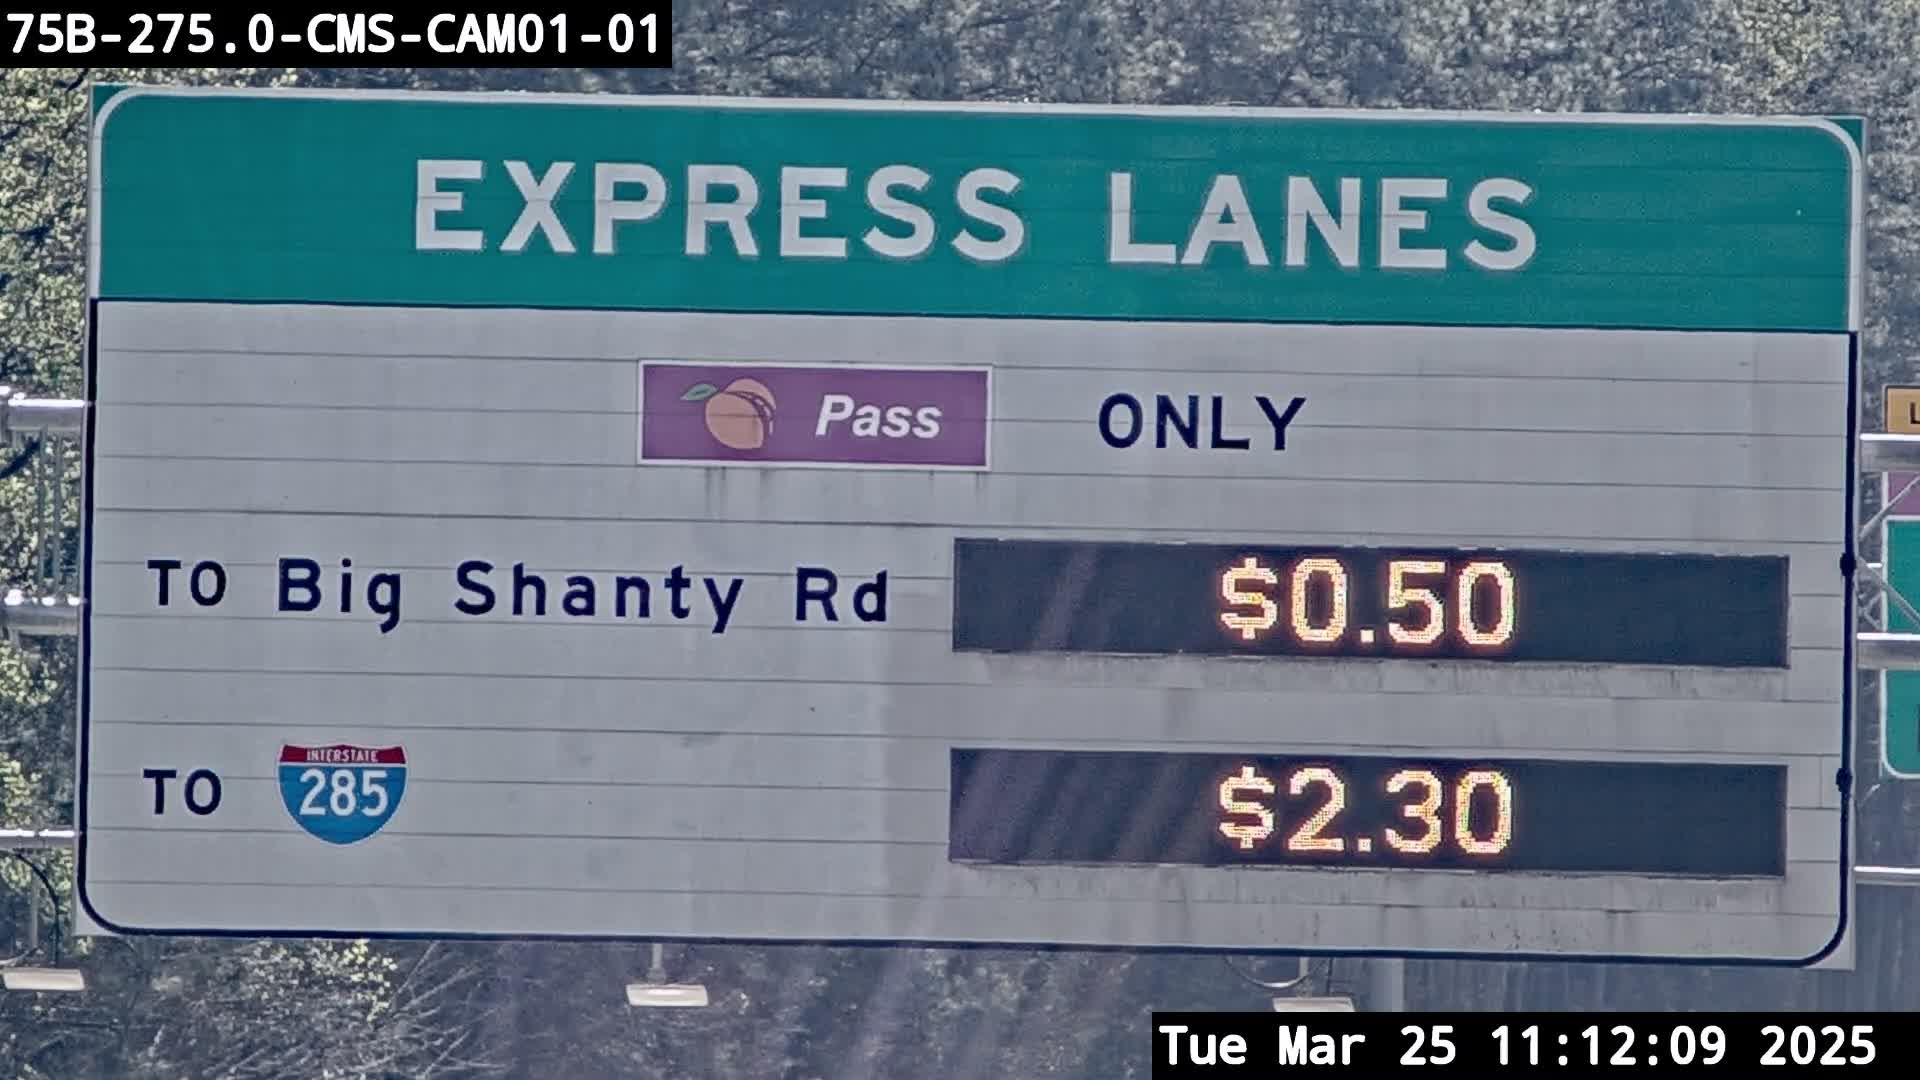 75B-275.0-CMS-CAM01-01
EXPRESS LANES
Pass ONLY
TO Big Shanty Rd $0.50
INTERSTATE
TO 285 $2.30
Tue Mar 25 11:12:09 2025